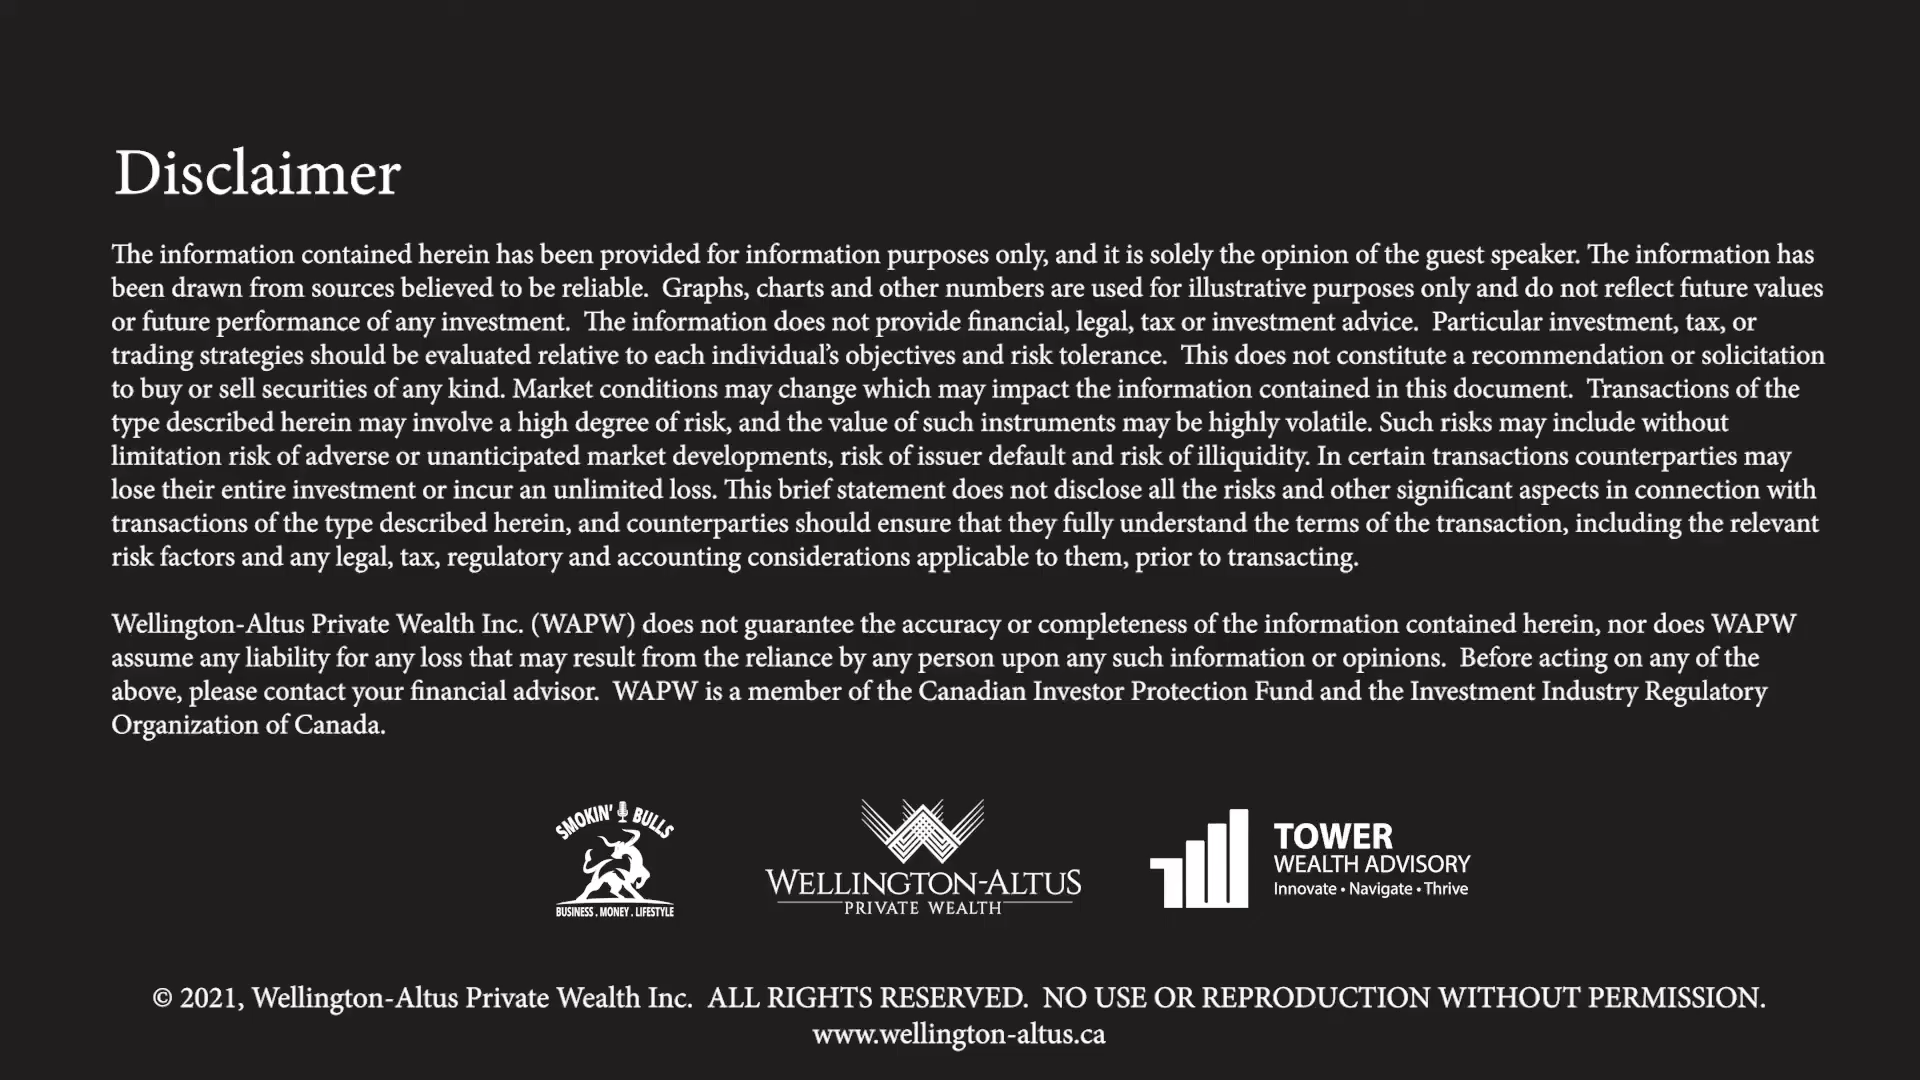 Disclaimer
The information contained herein has been provided for information purposes only, and it is solely the opinion of the guest speaker. The information has
been drawn from sources believed to be reliable.  Graphs, charts and other numbers are used for illustrative purposes only and do not reflect future values
or future performance of any investment.  The information does not provide financial, legal, tax or investment advice.  Particular investment, tax, or
trading strategies should be evaluated relative to each individual's objectives and risk tolerance.  This does not constitute a recommendation or solicitation
to buy or sell securities of any kind. Market conditions may change which may impact the information contained in this document.  Transactions of the
type described herein may involve a high degree of risk, and the value of such instruments may be highly volatile. Such risks may include without
limitation risk of adverse or unanticipated market developments, risk of issuer default and risk of illiquidity. In certain transactions counterparties may
lose their entire investment or incur an unlimited loss. This brief statement does not disclose all the risks and other significant aspects in connection with
transactions of the type described herein, and counterparties should ensure that they fully understand the terms of the transaction, including the relevant
risk factors and any legal, tax, regulatory and accounting considerations applicable to them, prior to transacting.
Wellington-Altus Private Wealth Inc. (WAPW) does not guarantee the accuracy or completeness of the information contained herein, nor does WAPW
assume any liability for any loss that may result from the reliance by any person upon any such information or opinions.  Before acting on any of the
above, please contact your financial advisor.  WAPW is a member of the Canadian Investor Protection Fund and the Investment Industry Regulatory
Organization of Canada.
SMOKIN' BULLS
BUSINESS . MONEY . LIFESTYLE
WELLINGTON-ALTUS
PRIVATE WEALTH
TOWER
WEALTH ADVISORY
Innovate • Navigate • Thrive
© 2021, Wellington-Altus Private Wealth Inc.  ALL RIGHTS RESERVED.  NO USE OR REPRODUCTION WITHOUT PERMISSION.
www.wellington-altus.ca